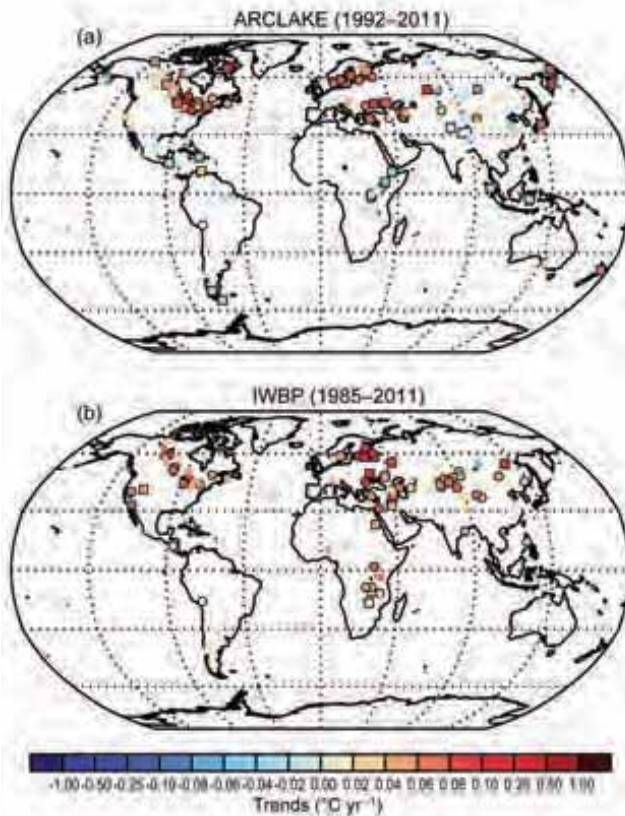 ARCLAKE (1992–2011)
(a)
IWBP (1985–2011)
(b)
-1.00 -0.50 -0.25 -0.10 -0.08 -0.06 -0.04 -0.02 0.00 0.02 0.04 0.06 0.08 0.10 0.25 0.50 1.00
Trends (°C yr⁻¹)